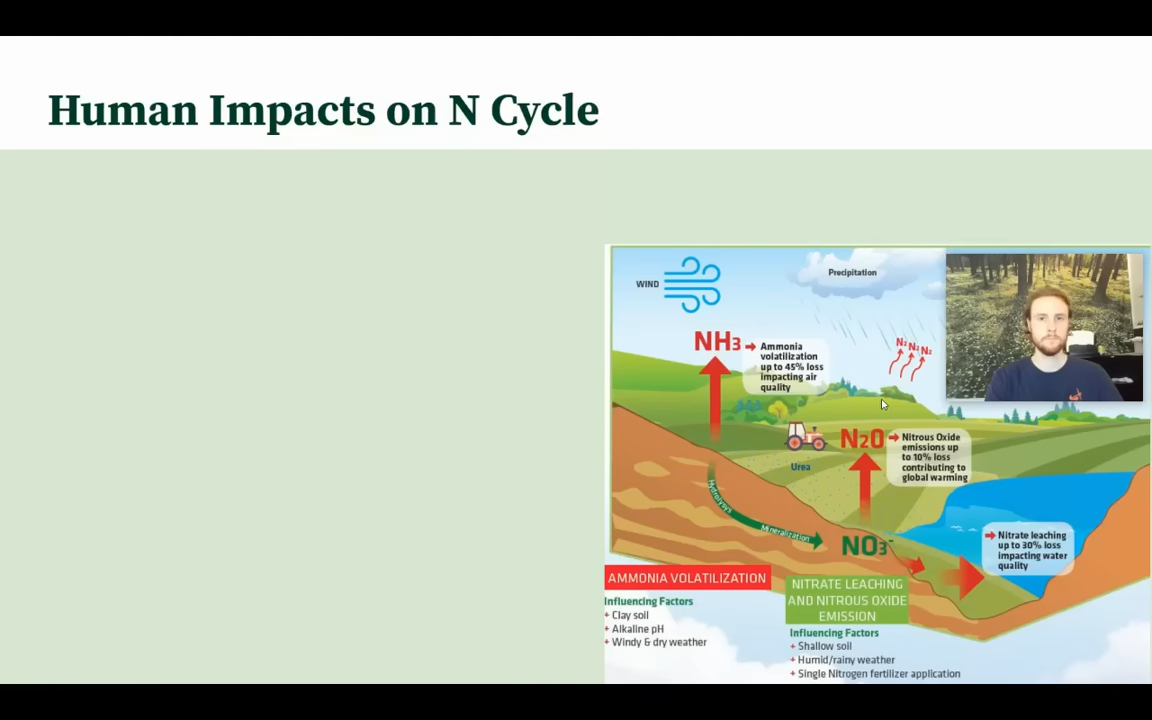 Human Impacts on N Cycle
WIND
Precipitation
NH3
Ammonia
volatilization
up to 45% loss
impacting air
quality
N2 N2 N2
N2O
Nitrous Oxide
emissions up
to 10% loss
contributing to
global warming
Urea
Hydrolysys
Mineralization
NO3-
Nitrate leaching
up to 30% loss
impacting water
quality
AMMONIA VOLATILIZATION
Influencing Factors
+ Clay soil
+ Alkaline pH
+ Windy & dry weather
NITRATE LEACHING
AND NITROUS OXIDE
EMISSION
Influencing Factors
+ Shallow soil
+ Humid/rainy weather
+ Single Nitrogen fertilizer application